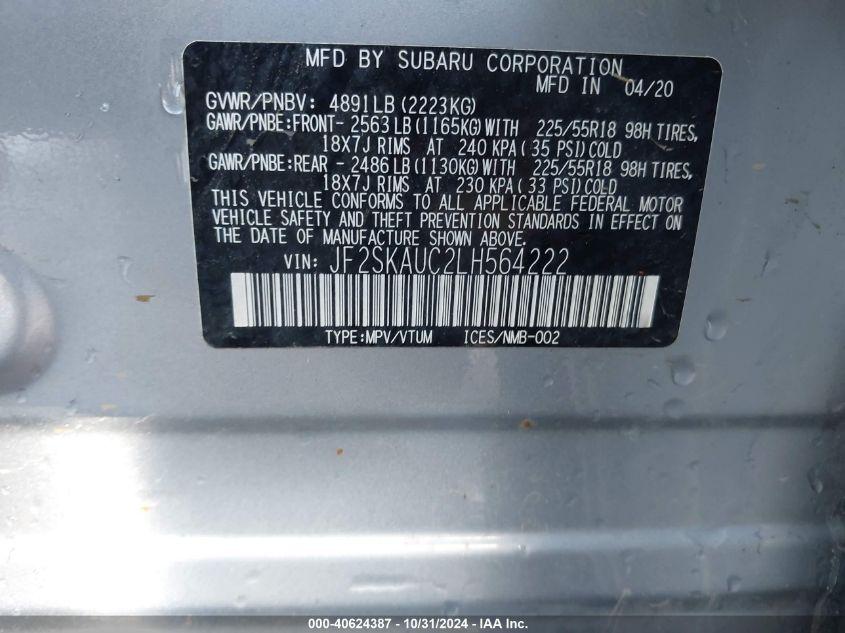 MFD BY SUBARU CORPORATION
MFD IN 04/20
GVWR/PNBV: 4891LB (2223KG)
GAWR/PNBE:FRONT- 2563LB (1165KG) WITH 225/55R18 98H TIRES,
18X7J RIMS AT 240 KPA ( 35 PSI) COLD
GAWR/PNBE:REAR - 2486LB (1130KG) WITH 225/55R18 98H TIRES,
18X7J RIMS AT 230 KPA ( 33 PSI) COLD
THIS VEHICLE CONFORMS TO ALL APPLICABLE FEDERAL MOTOR
VEHICLE SAFETY AND THEFT PREVENTION STANDARDS IN EFFECT ON
THE DATE OF MANUFACTURE SHOWN ABOVE.
VIN: JF2SKAUC2LH564222
TYPE:MPV/VTUM ICES/NMB-002
000-40624387 - 10/31/2024 - IAA Inc.